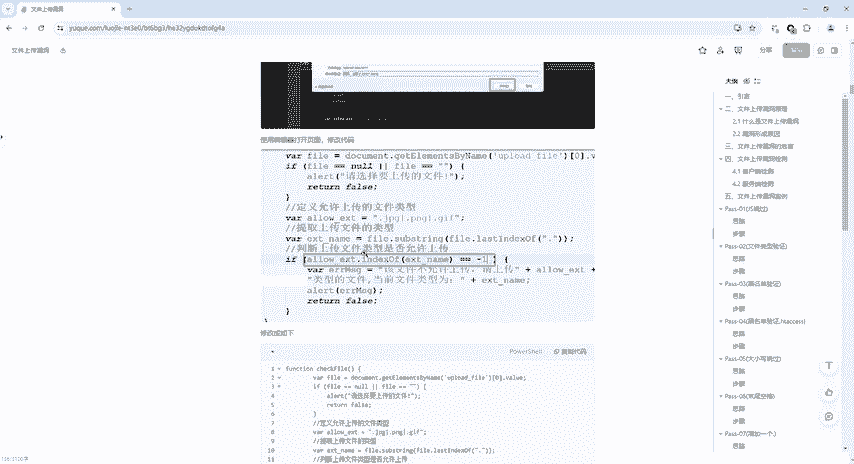 文件上传漏洞
yuque.com/luojie-nt3e0/bt6bg3/he32ygdokdtofg4a
文件上传漏洞
分享
使用编辑器打开页面，修改代码
var file = document.getElementsByName('upload_file')[0].v
if (file == null || file == "") {
alert("请选择要上传的文件!");
return false;
}
//定义允许上传的文件类型
var allow_ext = ".jpg|.png|.gif";
//提取上传文件的类型
var ext_name = file.substring(file.lastIndexOf("."));
//判断上传文件类型是否允许上传
if (allow_ext.indexOf(ext_name) == -1) {
var errMsg = "该文件不允许上传，请上传" + allow_ext +
"类型的文件,当前文件类型为：" + ext_name;
alert(errMsg);
return false;
}
修改成如下
PowerShell
复制代码
1 function checkFile() {
2 var file = document.getElementsByName('upload_file')[0].value;
3 if (file == null || file == "") {
4 alert("请选择要上传的文件!");
5 return false;
6 }
7 //定义允许上传的文件类型
8 var allow_ext = ".jpg|.png|.gif";
9 //提取上传文件的类型
10 var ext_name = file.substring(file.lastIndexOf("."));
11 //判断上传文件类型是否允许上传
大纲
一、引言
二、文件上传漏洞原理
2.1 什么是文件上传漏洞
2.2
三、文件上传漏洞的危害
四、文件上传漏洞检测
4.1 客户端检测
4.2 服务端检测
五、文件上传漏洞案例
Pass-01(JS绕过)
思路
步骤
Pass-02(文件类型验证)
思路
步骤
Pass-03(黑名单验证)
思路
步骤
Pass-04(黑名单验证,.htaccess)
思路
步骤
Pass-05(大小写绕过)
思路
步骤
Pass-06(末尾空格)
思路
步骤
Pass-07(增加一个.)
思路
步骤